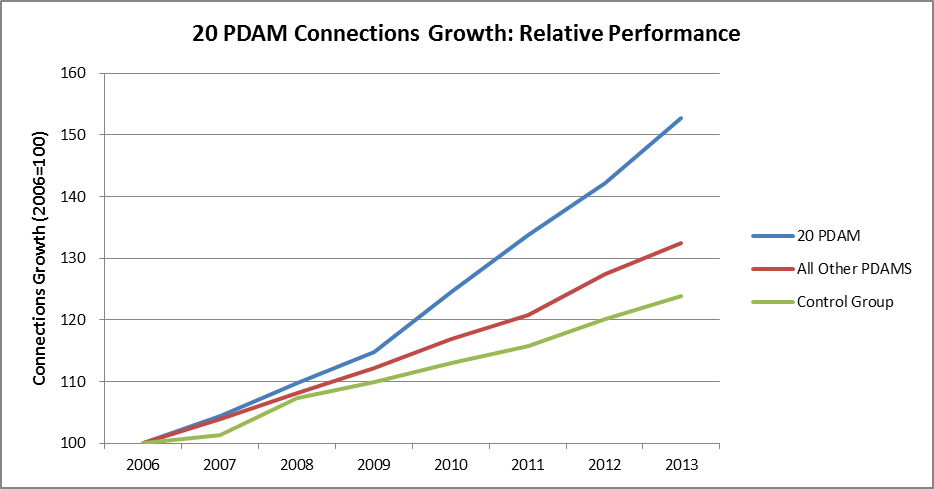 20 PDAM Connections Growth: Relative Performance
160
150
140
130
120
110
100
Connections Growth (2006=100)
2006 2007 2008 2009 2010 2011 2012 2013
20 PDAM
All Other PDAMS
Control Group